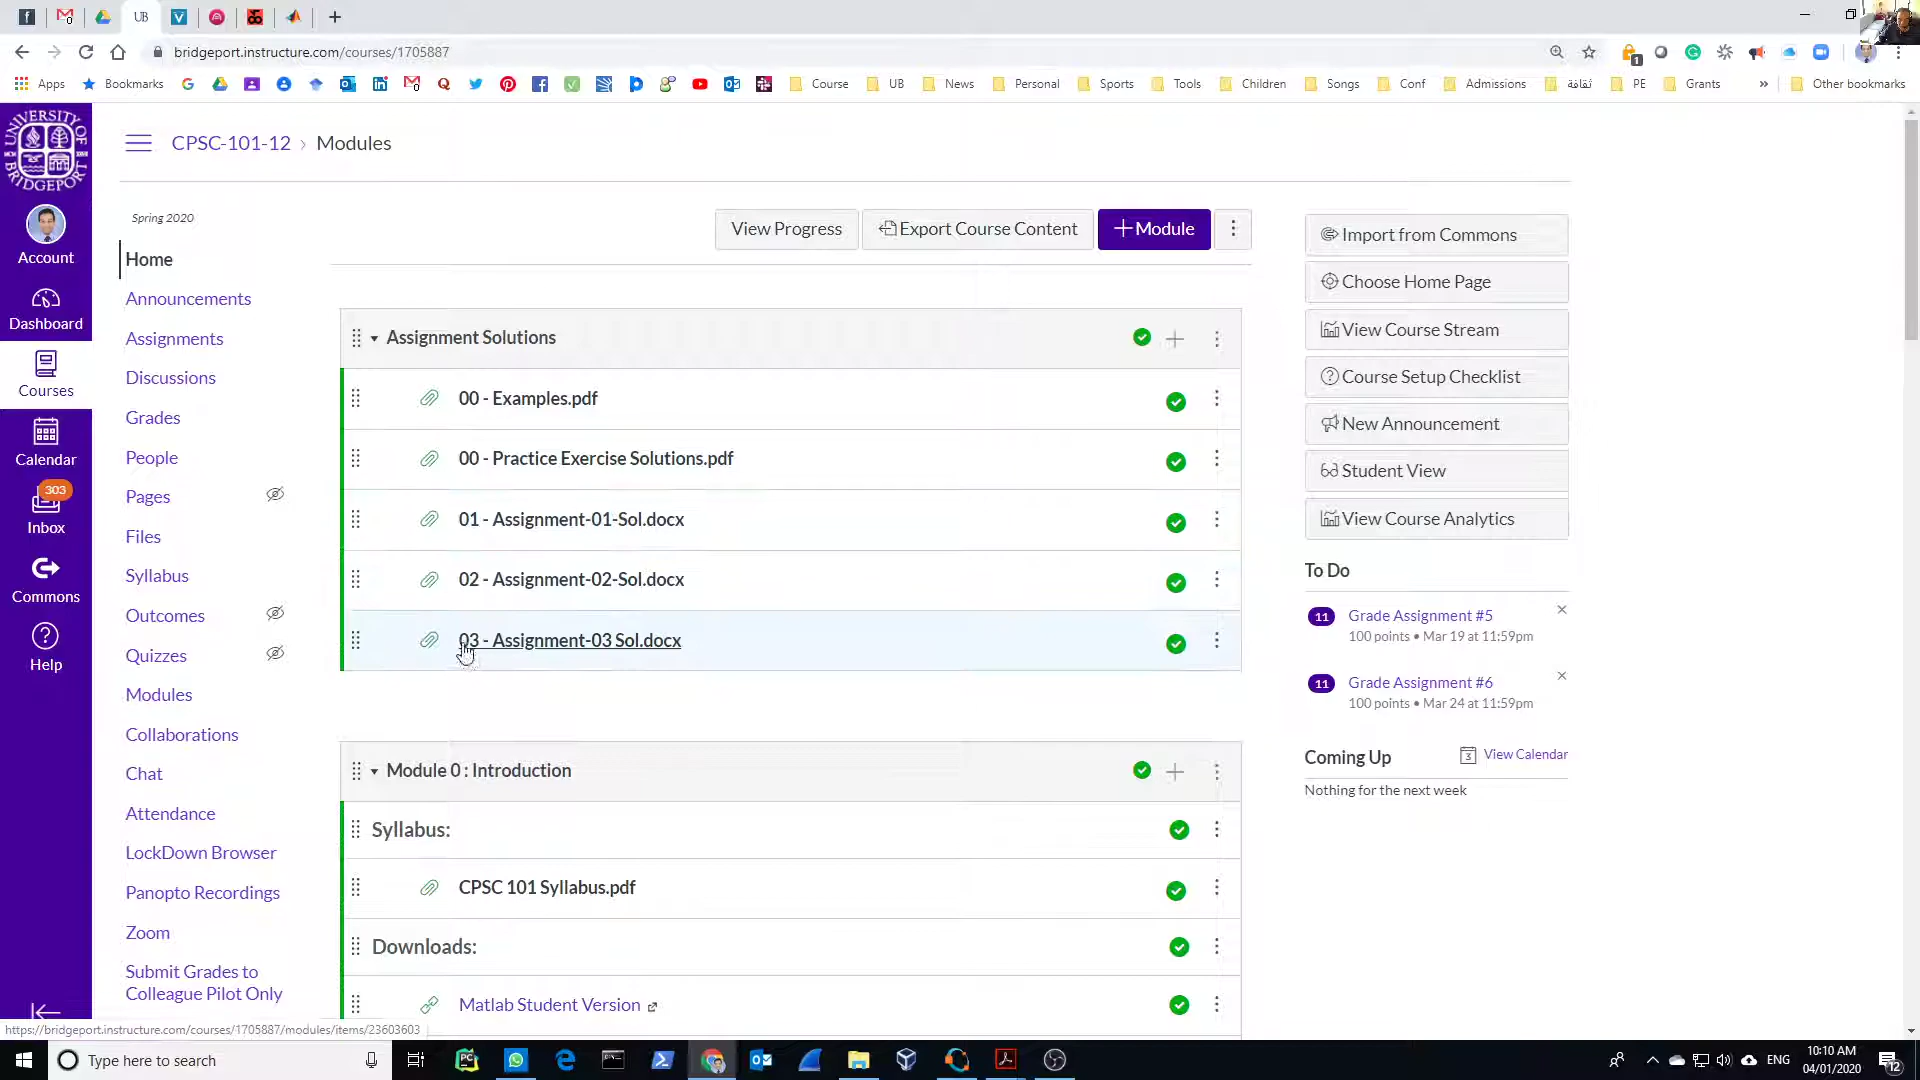 UB
bridgeport.instructure.com/courses/1705887
Apps
Bookmarks
Course
UB
News
Personal
Sports
Tools
Children
Songs
Conf
Admissions
ثقافة
PE
Grants
»
Other bookmarks
UNIVERSITY OF BRIDGEPORT
CPSC-101-12 › Modules
Spring 2020
View Progress
Export Course Content
+Module
Account
Dashboard
Courses
Calendar
303
Inbox
Commons
Help
Home
Announcements
Assignments
Discussions
Grades
People
Pages
Files
Syllabus
Outcomes
Quizzes
Modules
Collaborations
Chat
Attendance
LockDown Browser
Panopto Recordings
Zoom
Submit Grates to
Colleague Pilot Only
Assignment Solutions
00 - Examples.pdf
00 - Practice Exercise Solutions.pdf
01 - Assignment-01-Sol.docx
02 - Assignment-02-Sol.docx
03 - Assignment-03 Sol.docx
Module 0 : Introduction
Syllabus:
CPSC 101 Syllabus.pdf
Downloads:
Matlab Student Version
Import from Commons
Choose Home Page
View Course Stream
Course Setup Checklist
New Announcement
Student View
View Course Analytics
To Do
11 Grade Assignment #5
100 points • Mar 19 at 11:59pm
11 Grade Assignment #6
100 points • Mar 24 at 11:59pm
Coming Up
3 View Calendar
Nothing for the next week
https://bridgeport.instructure.com/courses/1705887/modules/items/23603603
Type here to search
ENG
10:10 AM
04/01/2020
12